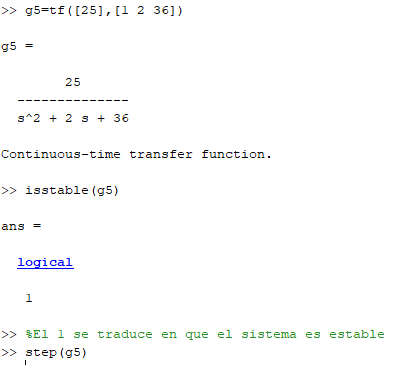 >> g5=tf([25],[1 2 36])
g5 =
25
--------------
s^2 + 2 s + 36
Continuous-time transfer function.
>> isstable(g5)
ans =
logical
1
>> %El 1 se traduce en que el sistema es estable
>> step(g5)